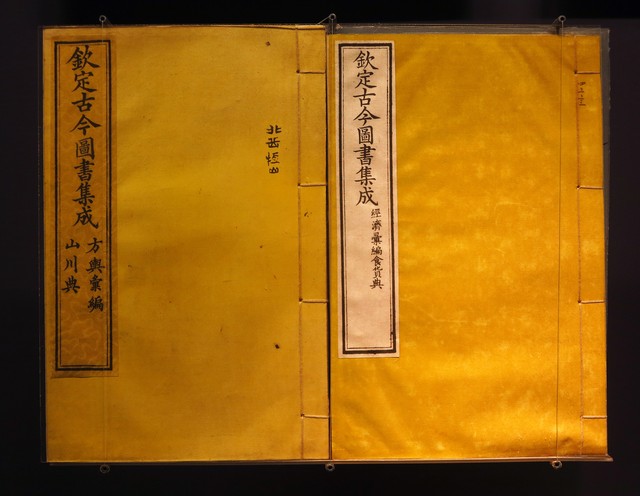 欽定古今圖書集成
方輿彙編
山川典
欽定古今圖書集成
經濟彙編食貨典